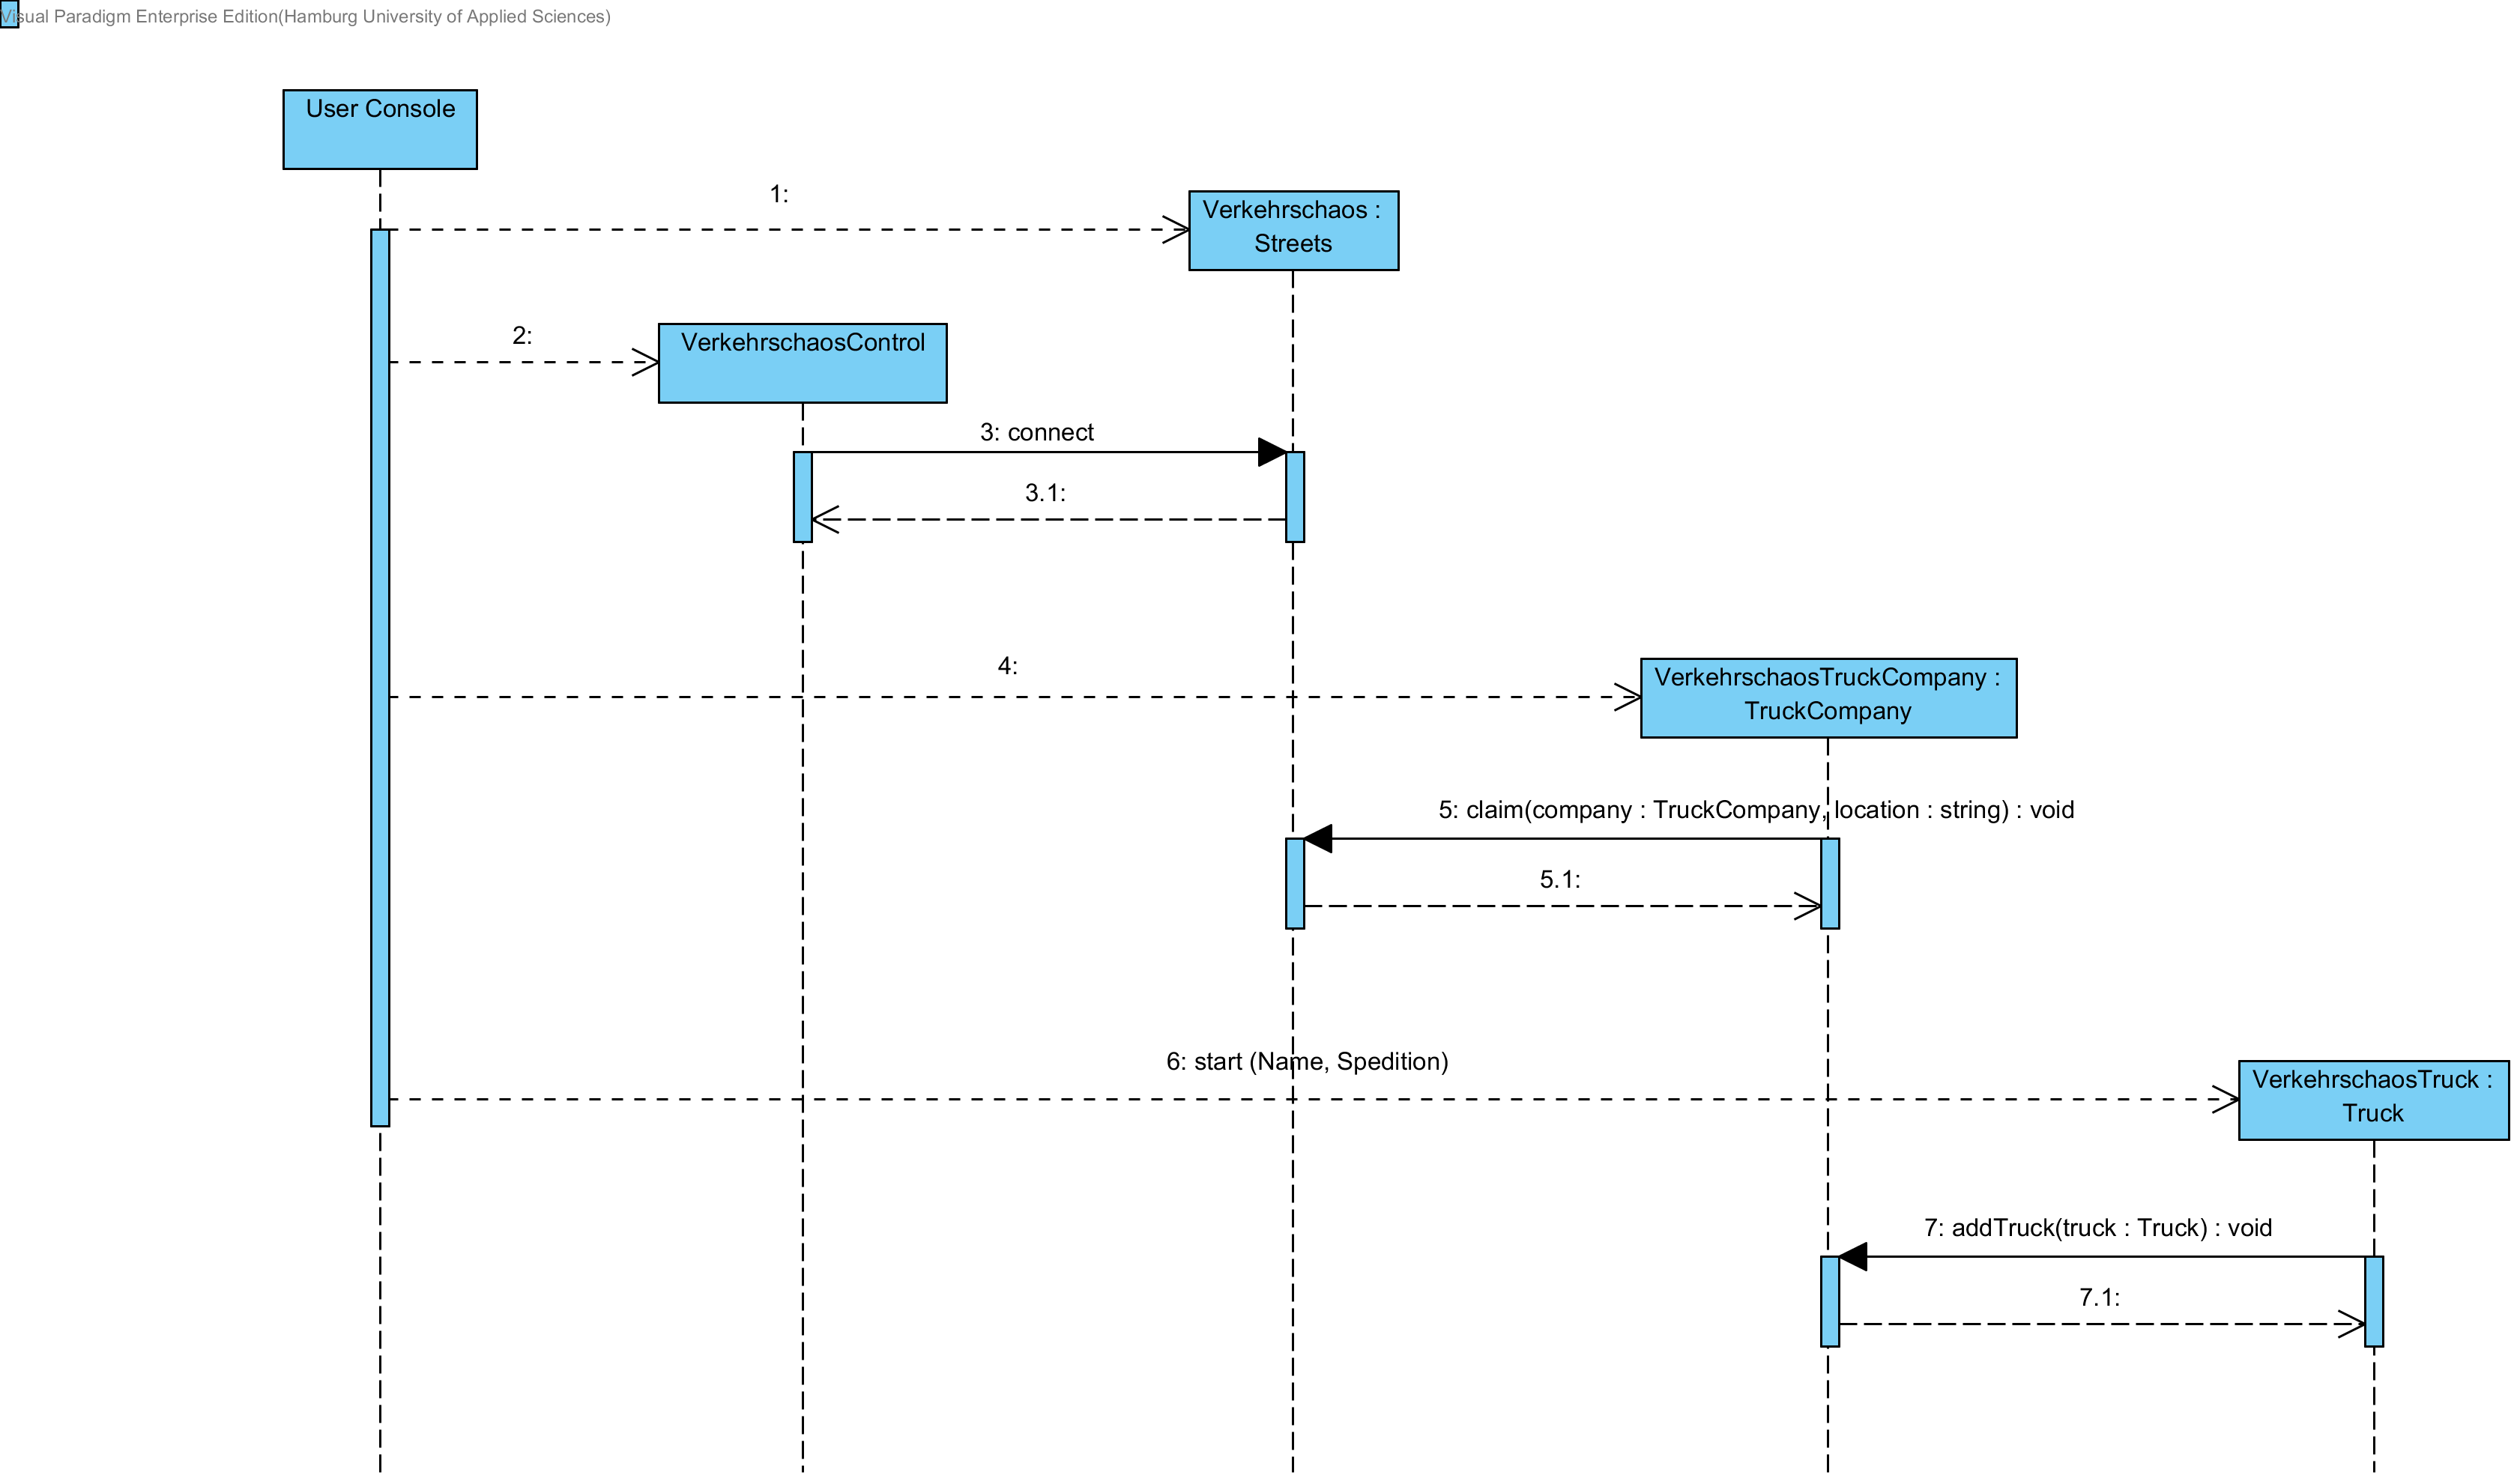 Visual Paradigm Enterprise Edition(Hamburg University of Applied Sciences)
User Console
1:
Verkehrschaos :
Streets
2:
VerkehrschaosControl
3: connect
3.1:
4:
VerkehrschaosTruckCompany :
TruckCompany
5: claim(company : TruckCompany, location : string) : void
5.1:
6: start (Name, Spedition)
VerkehrschaosTruck :
Truck
7: addTruck(truck : Truck) : void
7.1: